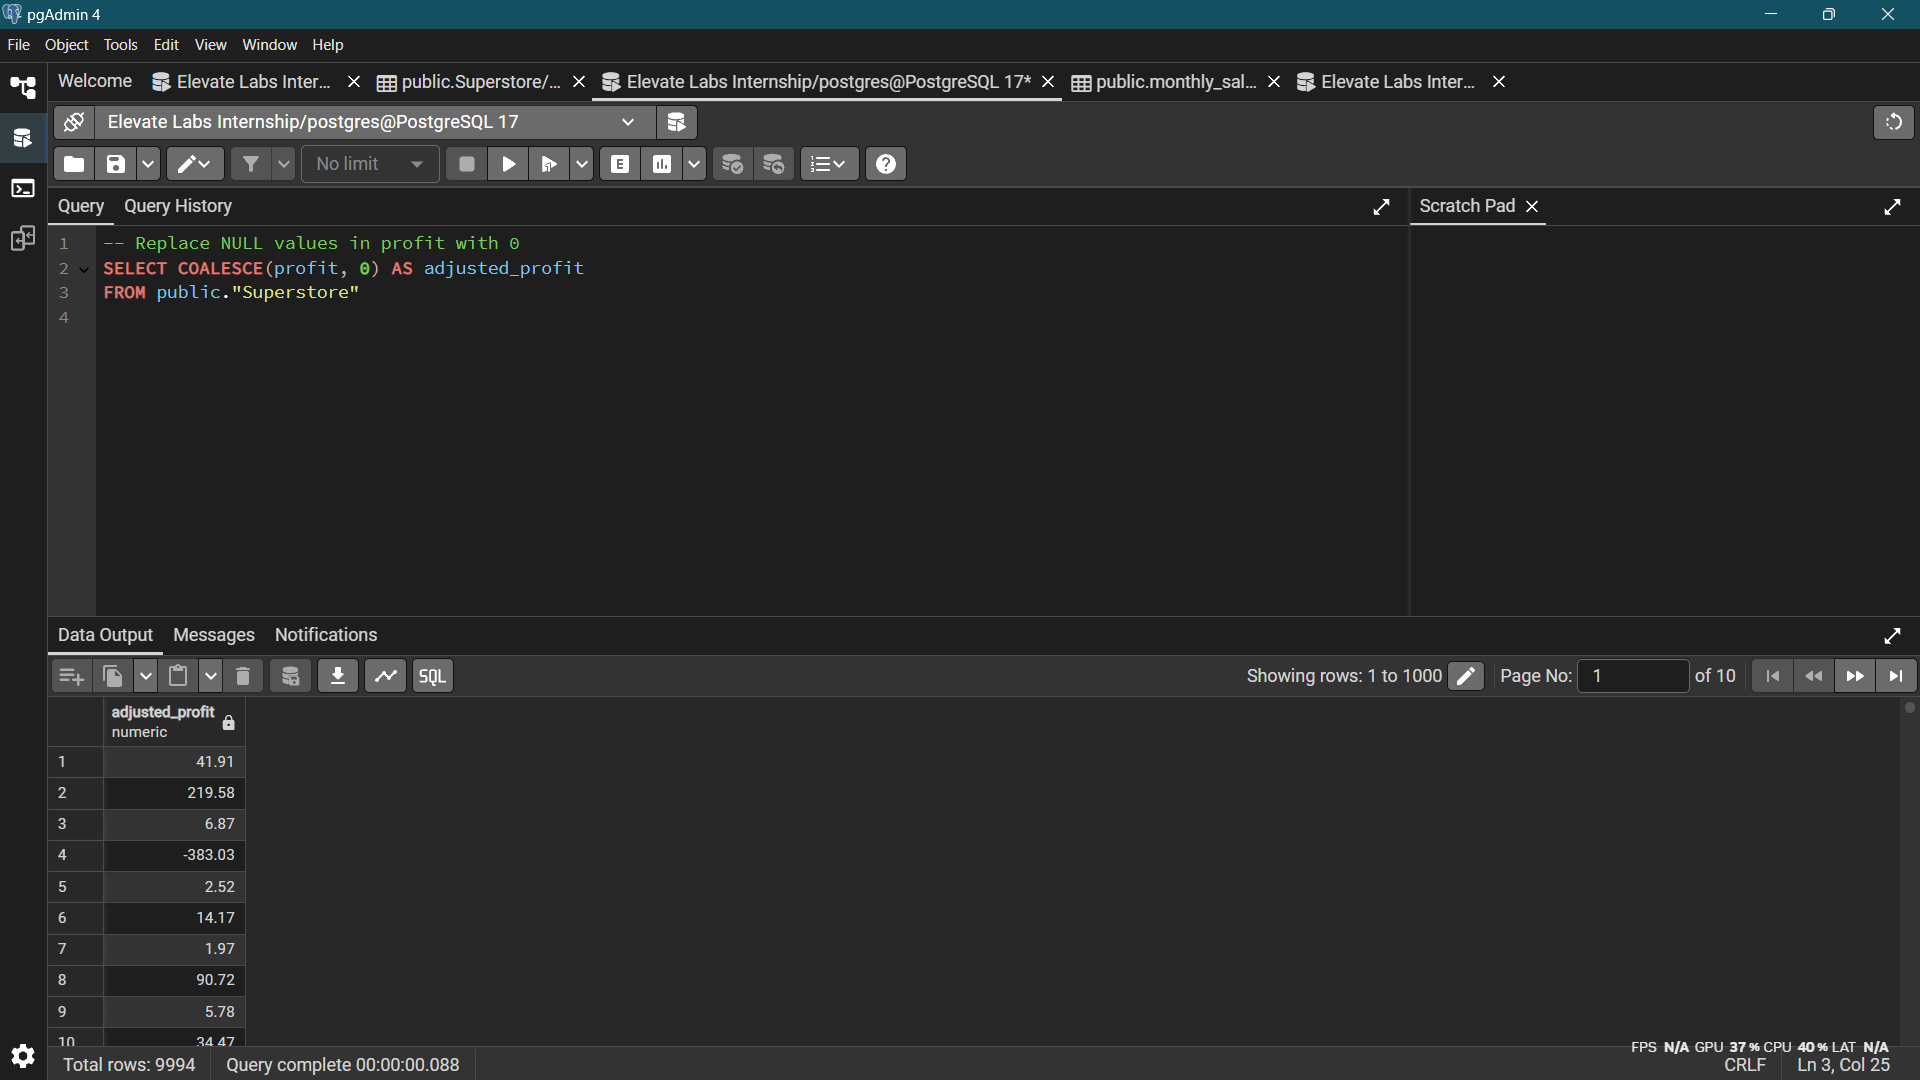 pgAdmin 4
File Object Tools Edit View Window Help
Welcome Elevate Labs Inter... public.Superstore/... Elevate Labs Internship/postgres@PostgreSQL 17* public.monthly_sal... Elevate Labs Inter...
Elevate Labs Internship/postgres@PostgreSQL 17
No limit E
Query Query History Scratch Pad
1 -- Replace NULL values in profit with 0
2 SELECT COALESCE(profit, 0) AS adjusted_profit
3 FROM public."Superstore"
4
Data Output Messages Notifications
SQL Showing rows: 1 to 1000 Page No: 1 of 10
adjusted_profit
numeric
1 41.91
2 219.58
3 6.87
4 -383.03
5 2.52
6 14.17
7 1.97
8 90.72
9 5.78
10 34.47
FPS N/A GPU 37 % CPU 40 % LAT N/A
Total rows: 9994 Query complete 00:00:00.088 CRLF Ln 3, Col 25